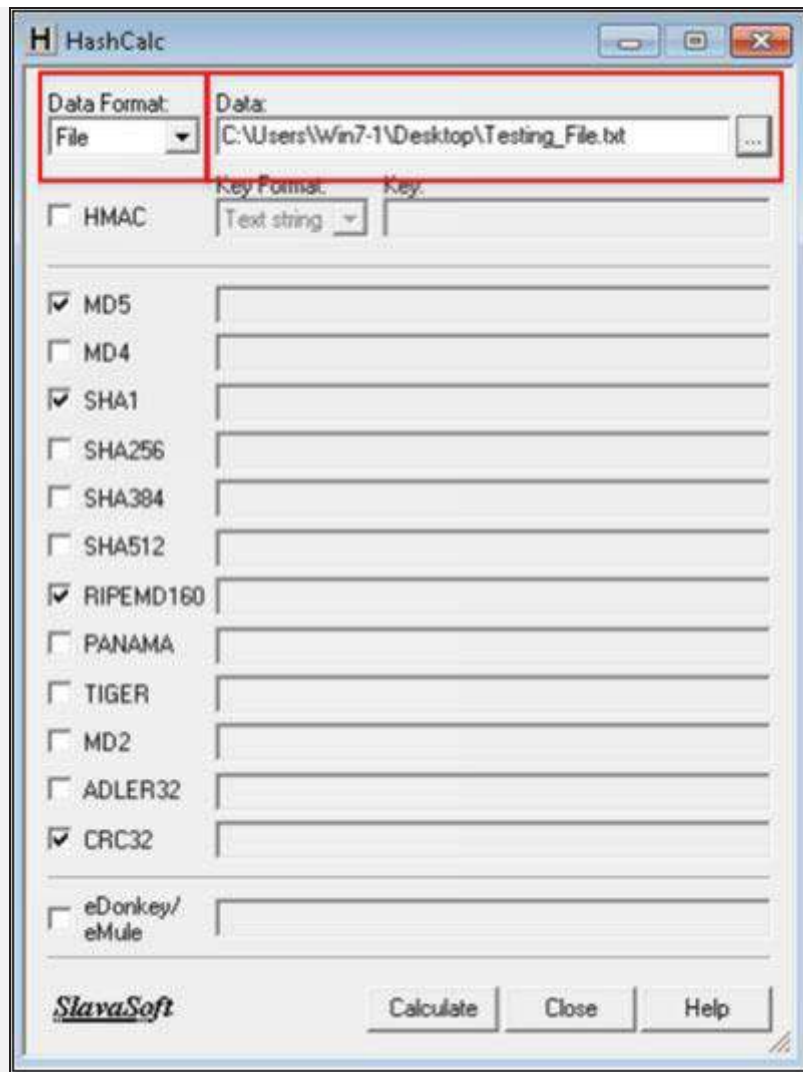 H HashCalc
Data Format: Data:
File C:\Users\Win7-1\Desktop\Testing_File.txt ...
Key Format: Key:
HMAC Text string
MD5
MD4
SHA1
SHA256
SHA384
SHA512
RIPEMD160
PANAMA
TIGER
MD2
ADLER32
CRC32
eDonkey/
eMule
SlavaSoft Calculate Close Help